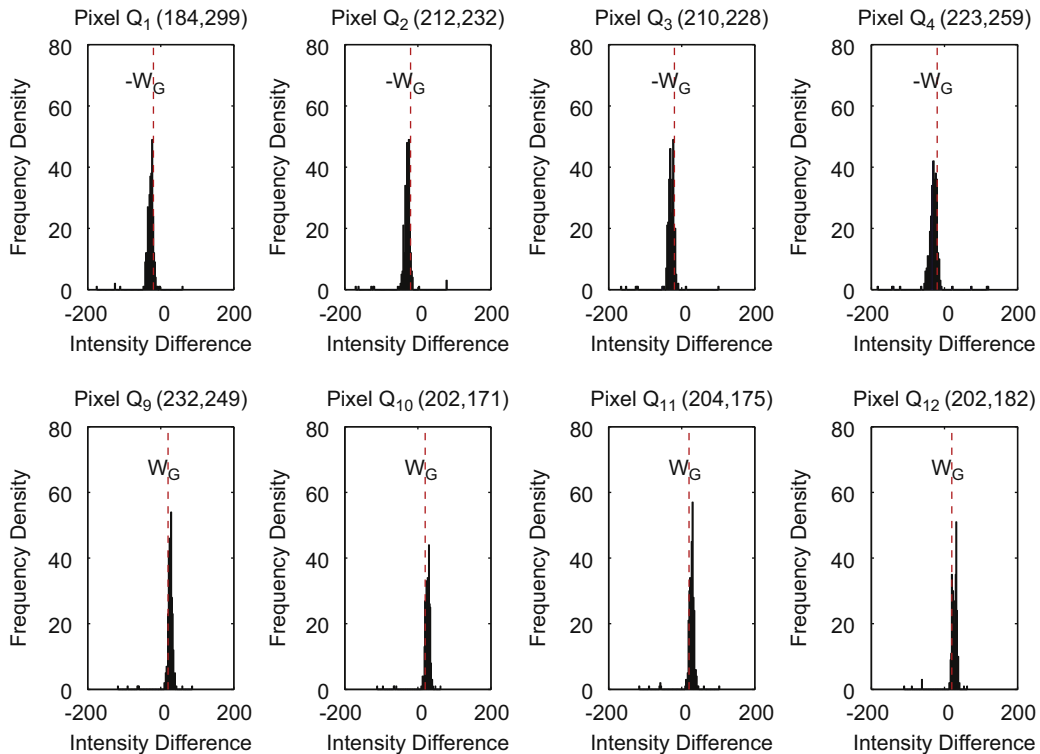 Pixel Q1 (184,299) Pixel Q2 (212,232) Pixel Q3 (210,228) Pixel Q4 (223,259)
80 80 80 80
-WG -WG -WG -WG
60 60 60 60
40 40 40 40
20 20 20 20
0 0 0 0
Frequency Density Frequency Density Frequency Density Frequency Density
-200 0 200 -200 0 200 -200 0 200 -200 0 200
Intensity Difference Intensity Difference Intensity Difference Intensity Difference
Pixel Q9 (232,249) Pixel Q10 (202,171) Pixel Q11 (204,175) Pixel Q12 (202,182)
80 80 80 80
WG WG WG WG
60 60 60 60
40 40 40 40
20 20 20 20
0 0 0 0
Frequency Density Frequency Density Frequency Density Frequency Density
-200 0 200 -200 0 200 -200 0 200 -200 0 200
Intensity Difference Intensity Difference Intensity Difference Intensity Difference